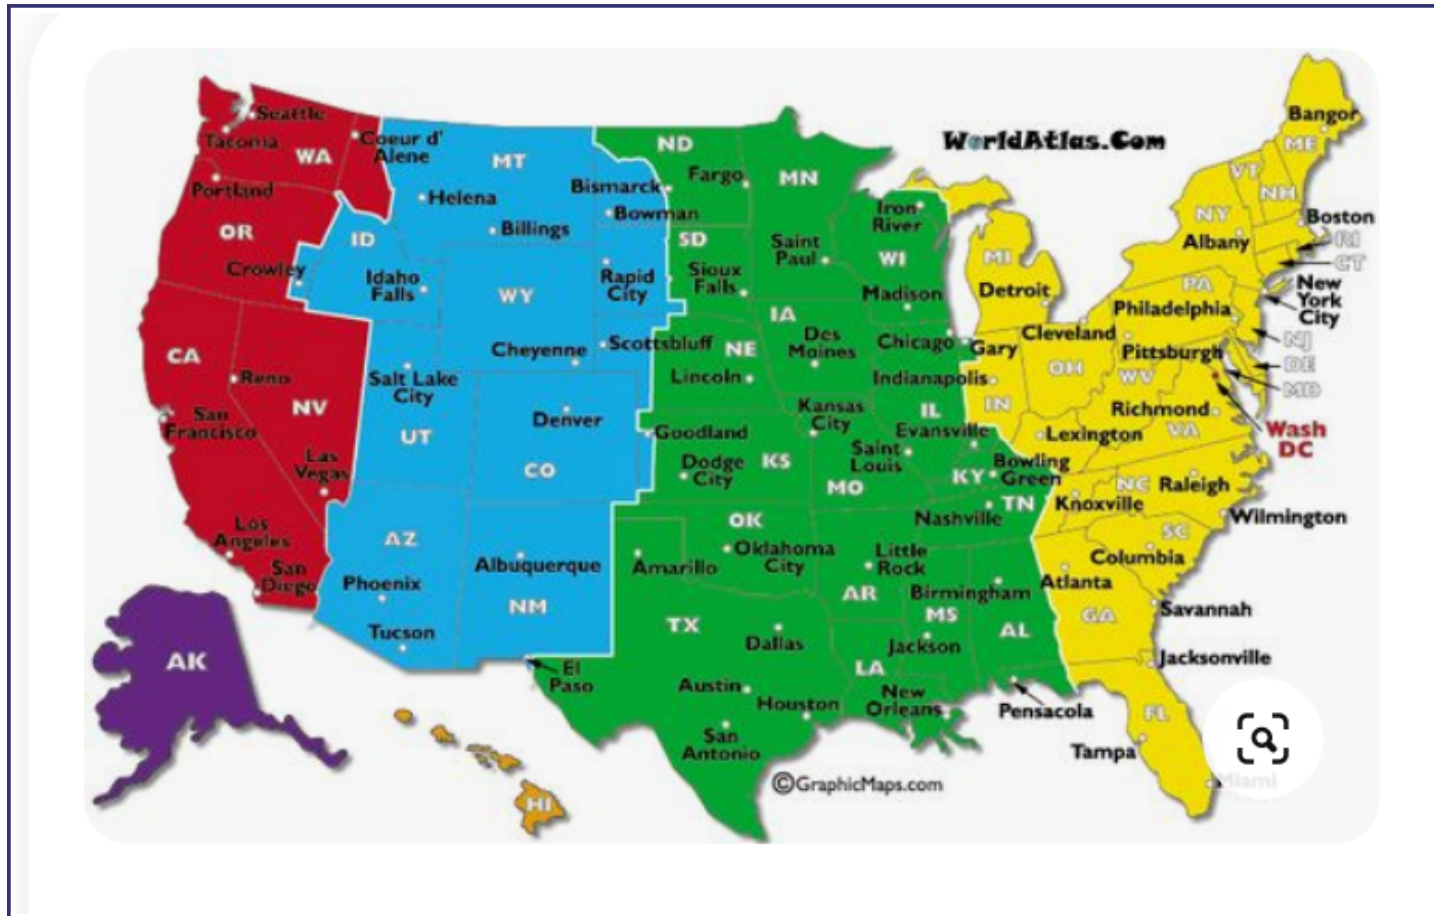 WorldAtlas.Com
Seattle
Tacoma
WA
Coeur d'
Alene
Portland
OR
Crowley
MT
Helena
Billings
ID
Idaho
Falls
WY
ND
Bismarck
Fargo
Bowman
MN
SD
Rapid
City
Sioux
Falls
Saint
Paul
Iron
River
WI
Madison
MI
Detroit
Bangor
ME
VT
NH
NY
Albany
Boston
RI
CT
New
York
City
PA
Philadelphia
NJ
DE
MD
Cleveland
Pittsburgh
CA
Reno
NV
San
Francisco
Las
Vegas
Los
Angeles
San
Diego
Salt Lake
City
UT
Cheyenne
Scottsbluff
Denver
CO
NE
Lincoln
IA
Des
Moines
Chicago
Gary
Indianapolis
IN
OH
WV
Richmond
VA
Wash
DC
IL
Evansville
Lexington
Goodland
Dodge
City
KS
Kansas
City
Saint
Louis
MO
KY
Bowling
Green
TN
Nashville
Knoxville
NC
Raleigh
Wilmington
SC
Columbia
AZ
Phoenix
Tucson
Albuquerque
NM
OK
Oklahoma
City
Amarillo
Little
Rock
AR
Birmingham
MS
Jackson
AL
Atlanta
GA
Savannah
Jacksonville
TX
Dallas
El
Paso
Austin
Houston
San
Antonio
LA
New
Orleans
Pensacola
FL
Tampa
Miami
AK
HI
©GraphicMaps.com